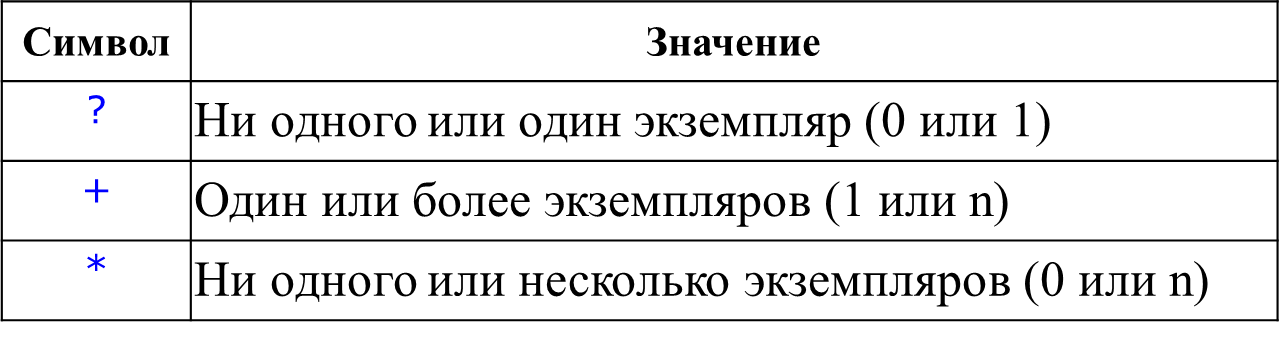 Символ Значение
? Ни одного или один экземпляр (0 или 1)
+ Один или более экземпляров (1 или n)
* Ни одного или несколько экземпляров (0 или n)